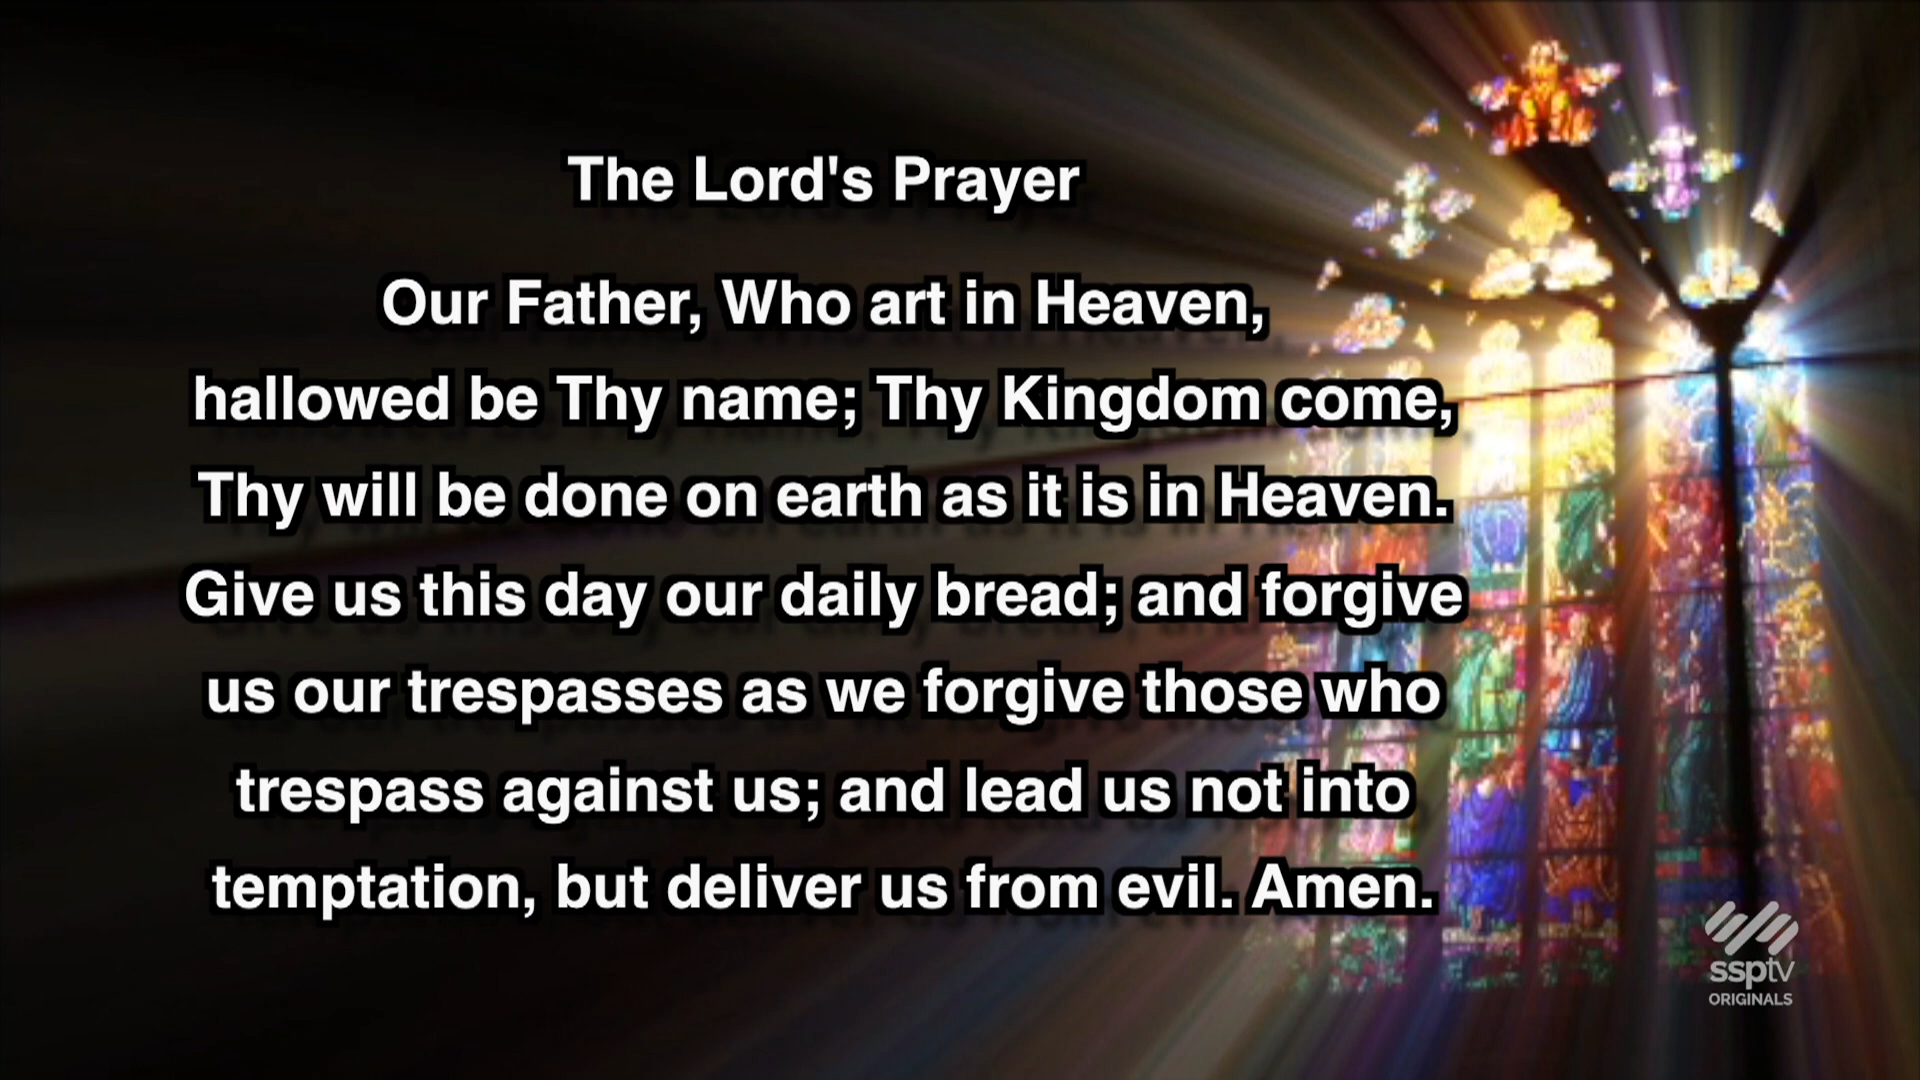 The Lord's Prayer
Our Father, Who art in Heaven,
hallowed be Thy name; Thy Kingdom come,
Thy will be done on earth as it is in Heaven.
Give us this day our daily bread; and forgive
us our trespasses as we forgive those who
trespass against us; and lead us not into
temptation, but deliver us from evil. Amen.
ssptv
ORIGINALS